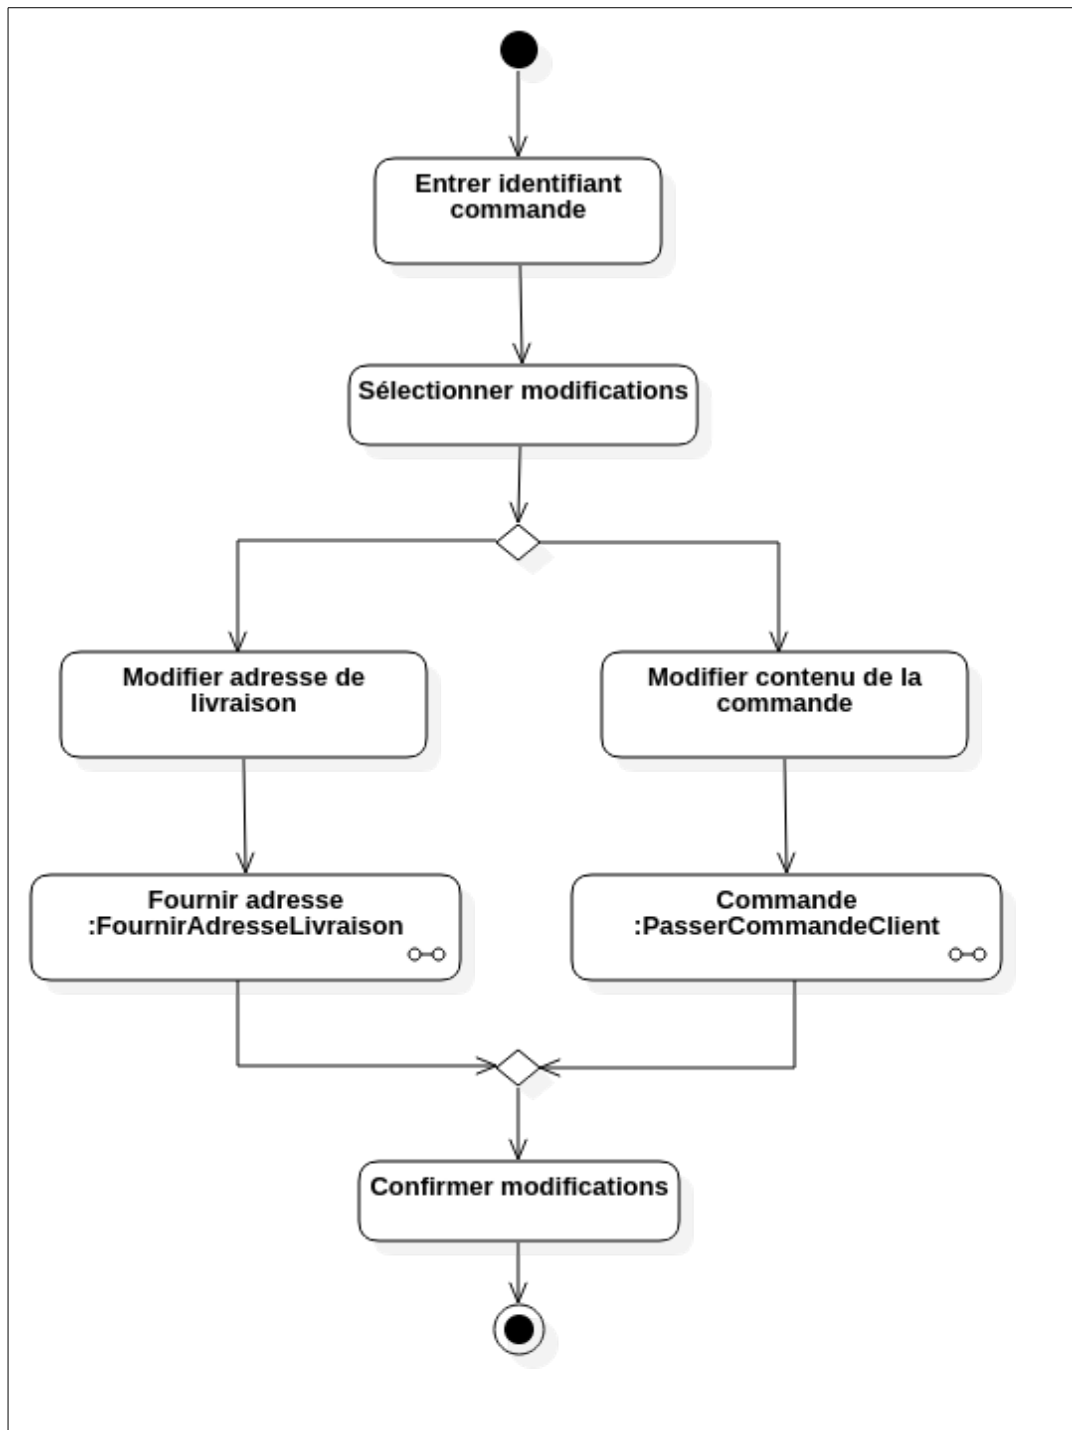 Entrer identifiant
commande
Sélectionner modifications
Modifier adresse de
livraison
Modifier contenu de la
commande
Fournir adresse
:FournirAdresseLivraison
Commande
:PasserCommandeClient
Confirmer modifications